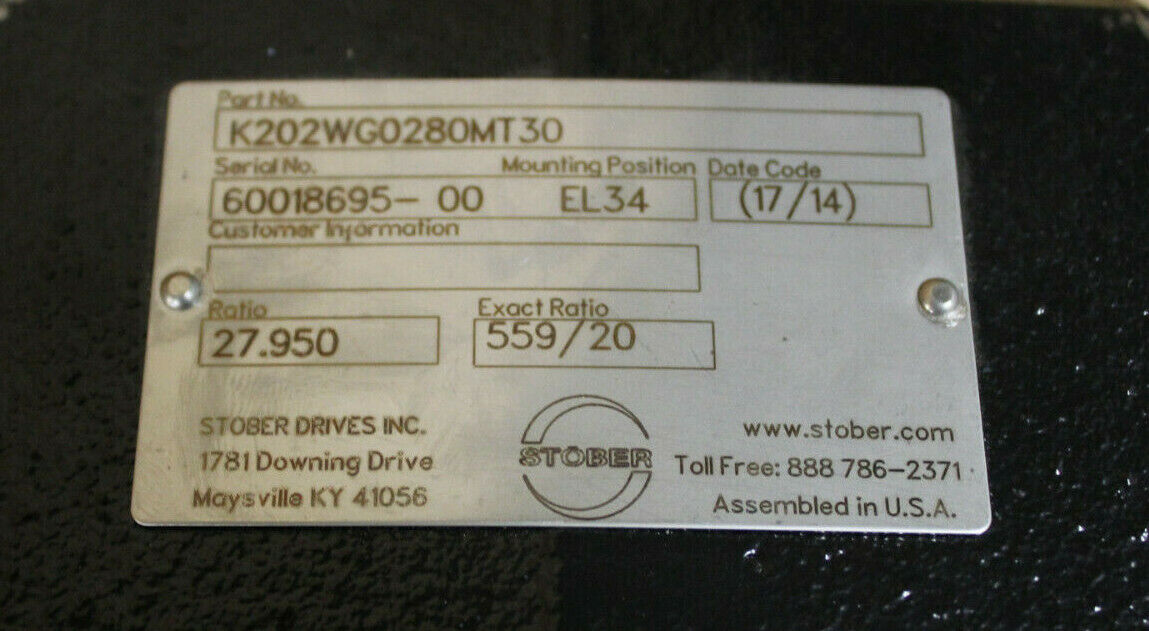 Part No.
K202WG0280MT30
Serial No. Mounting Position Date Code
60018695- 00 EL34 (17/14)
Customer Information
Ratio Exact Ratio
27.950 559/20
STOBER DRIVES INC.
1781 Downing Drive
Maysville KY 41056
STÖBER
www.stober.com
Toll Free: 888 786-2371
Assembled in U.S.A.